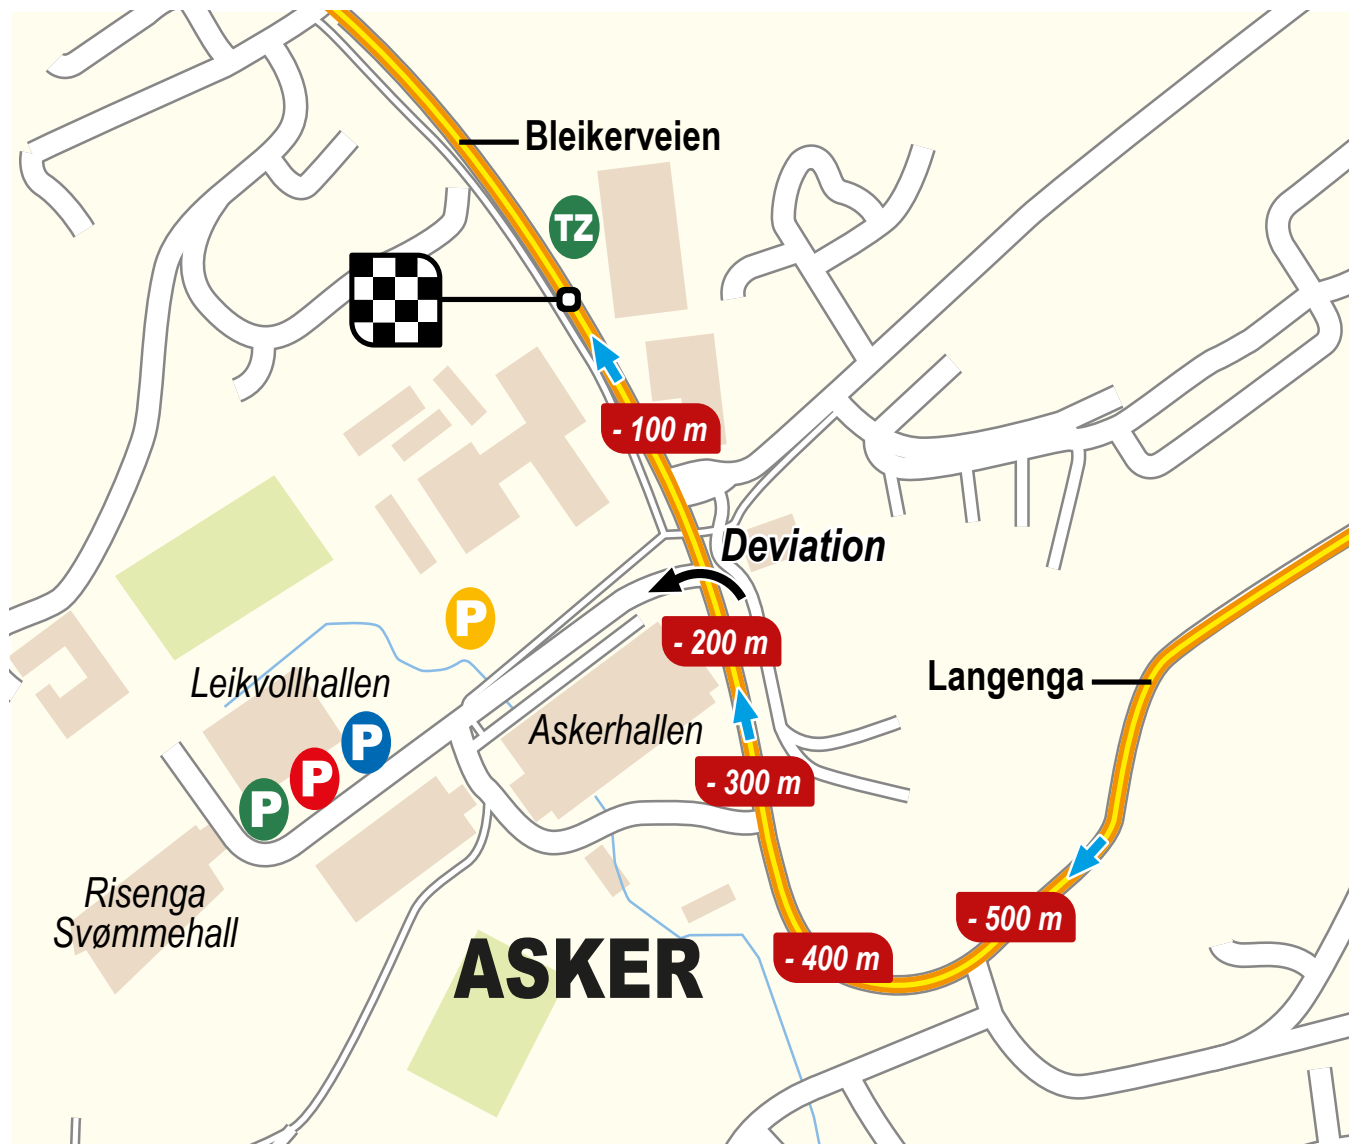 Bleikerveien
TZ
- 100 m
Deviation
P
- 200 m
Langenga
Leikvollhallen
Askerhallen
P
P
P
- 300 m
Risenga
Svømmehall
- 500 m
- 400 m
ASKER